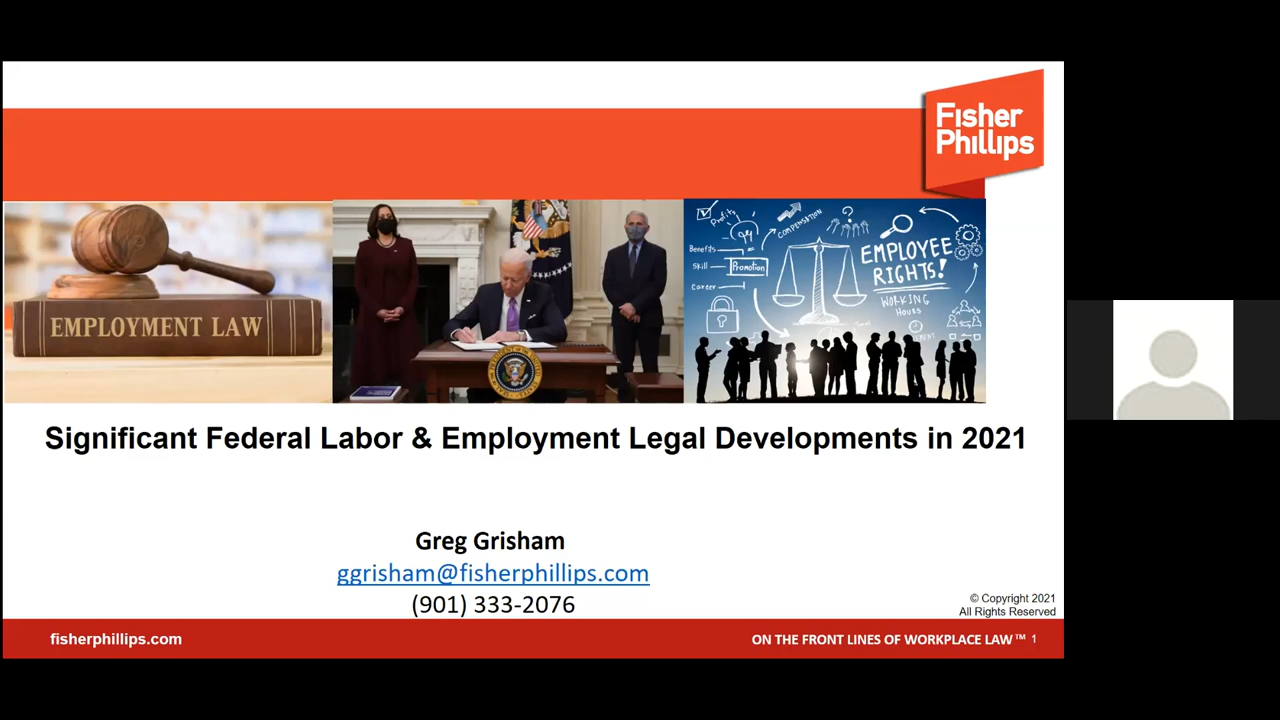 Fisher
Phillips
EMPLOYMENT LAW
Profits
COMPENSATION
?
Benefits
Skill
Promotion
Career
EMPLOYEE
RIGHTS!
WORKING
HOURS
Significant Federal Labor & Employment Legal Developments in 2021
Greg Grisham
ggrisham@fisherphillips.com
(901) 333-2076
© Copyright 2021
All Rights Reserved
fisherphillips.com
ON THE FRONT LINES OF WORKPLACE LAW™ 1